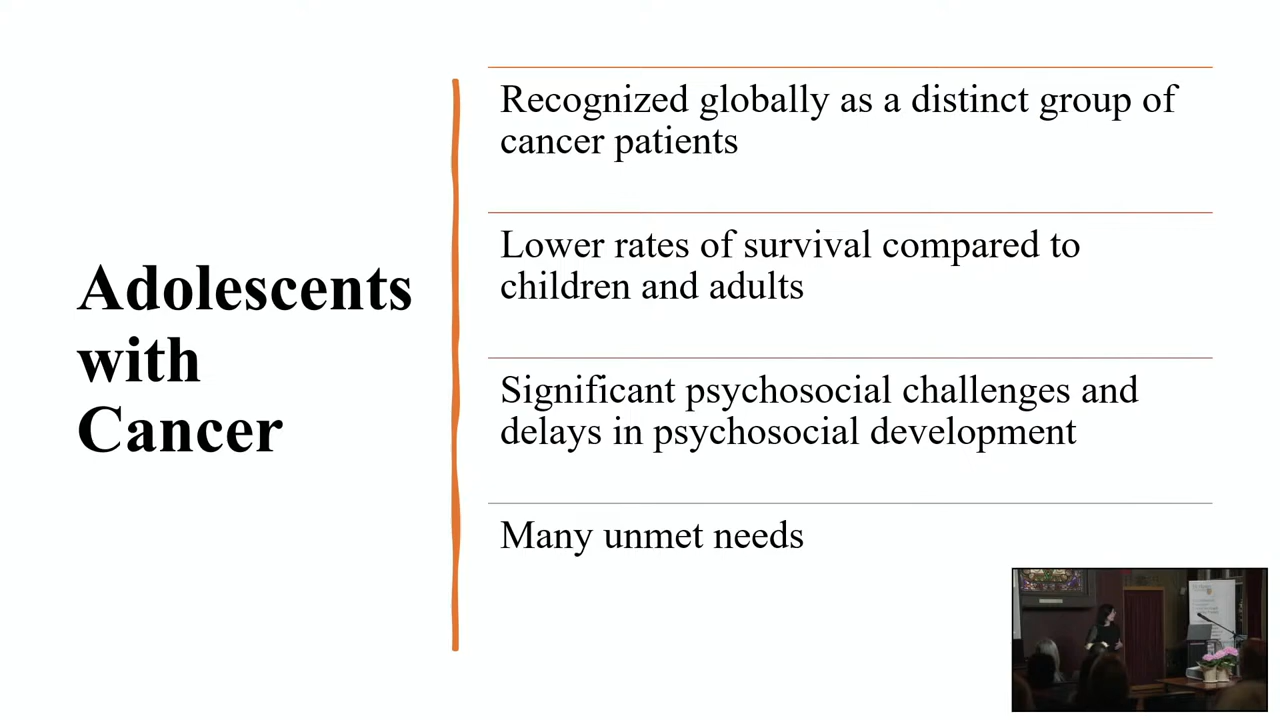 Adolescents
with
Cancer
Recognized globally as a distinct group of
cancer patients
Lower rates of survival compared to
children and adults
Significant psychosocial challenges and
delays in psychosocial development
Many unmet needs